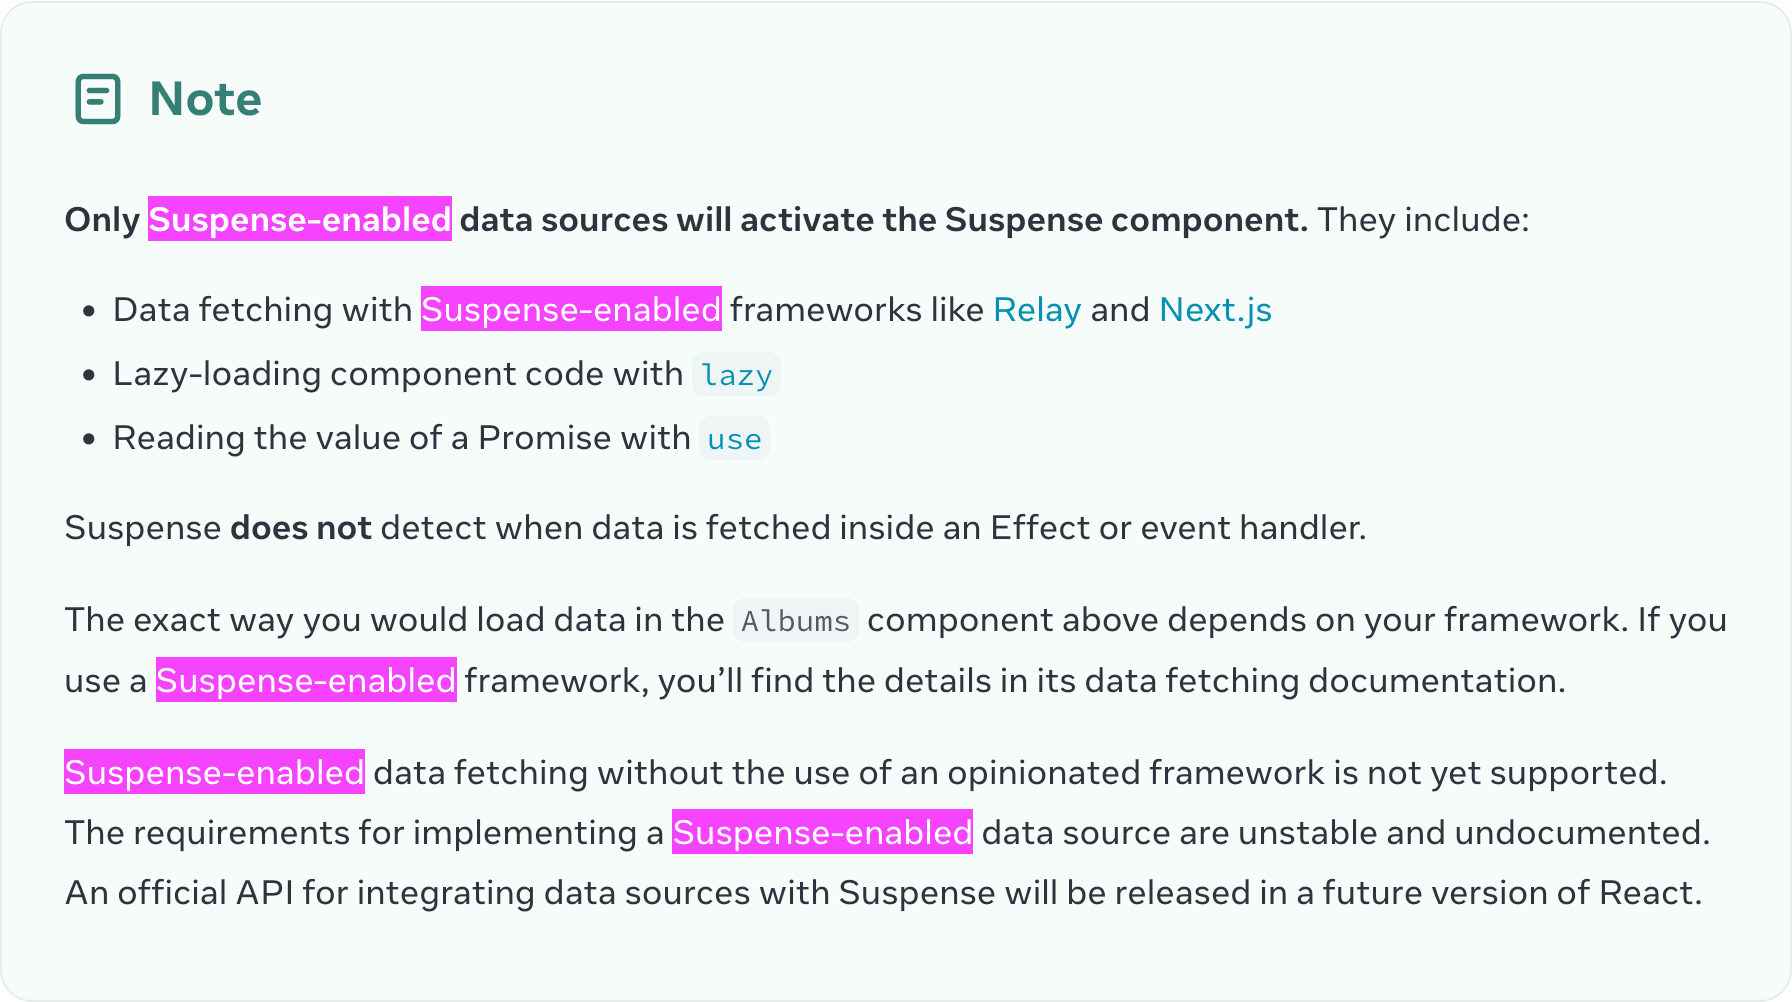 Note
Only Suspense-enabled data sources will activate the Suspense component. They include:
• Data fetching with Suspense-enabled frameworks like Relay and Next.js
• Lazy-loading component code with lazy
• Reading the value of a Promise with use
Suspense does not detect when data is fetched inside an Effect or event handler.
The exact way you would load data in the Albums component above depends on your framework. If you
use a Suspense-enabled framework, you’ll find the details in its data fetching documentation.
Suspense-enabled data fetching without the use of an opinionated framework is not yet supported.
The requirements for implementing a Suspense-enabled data source are unstable and undocumented.
An official API for integrating data sources with Suspense will be released in a future version of React.